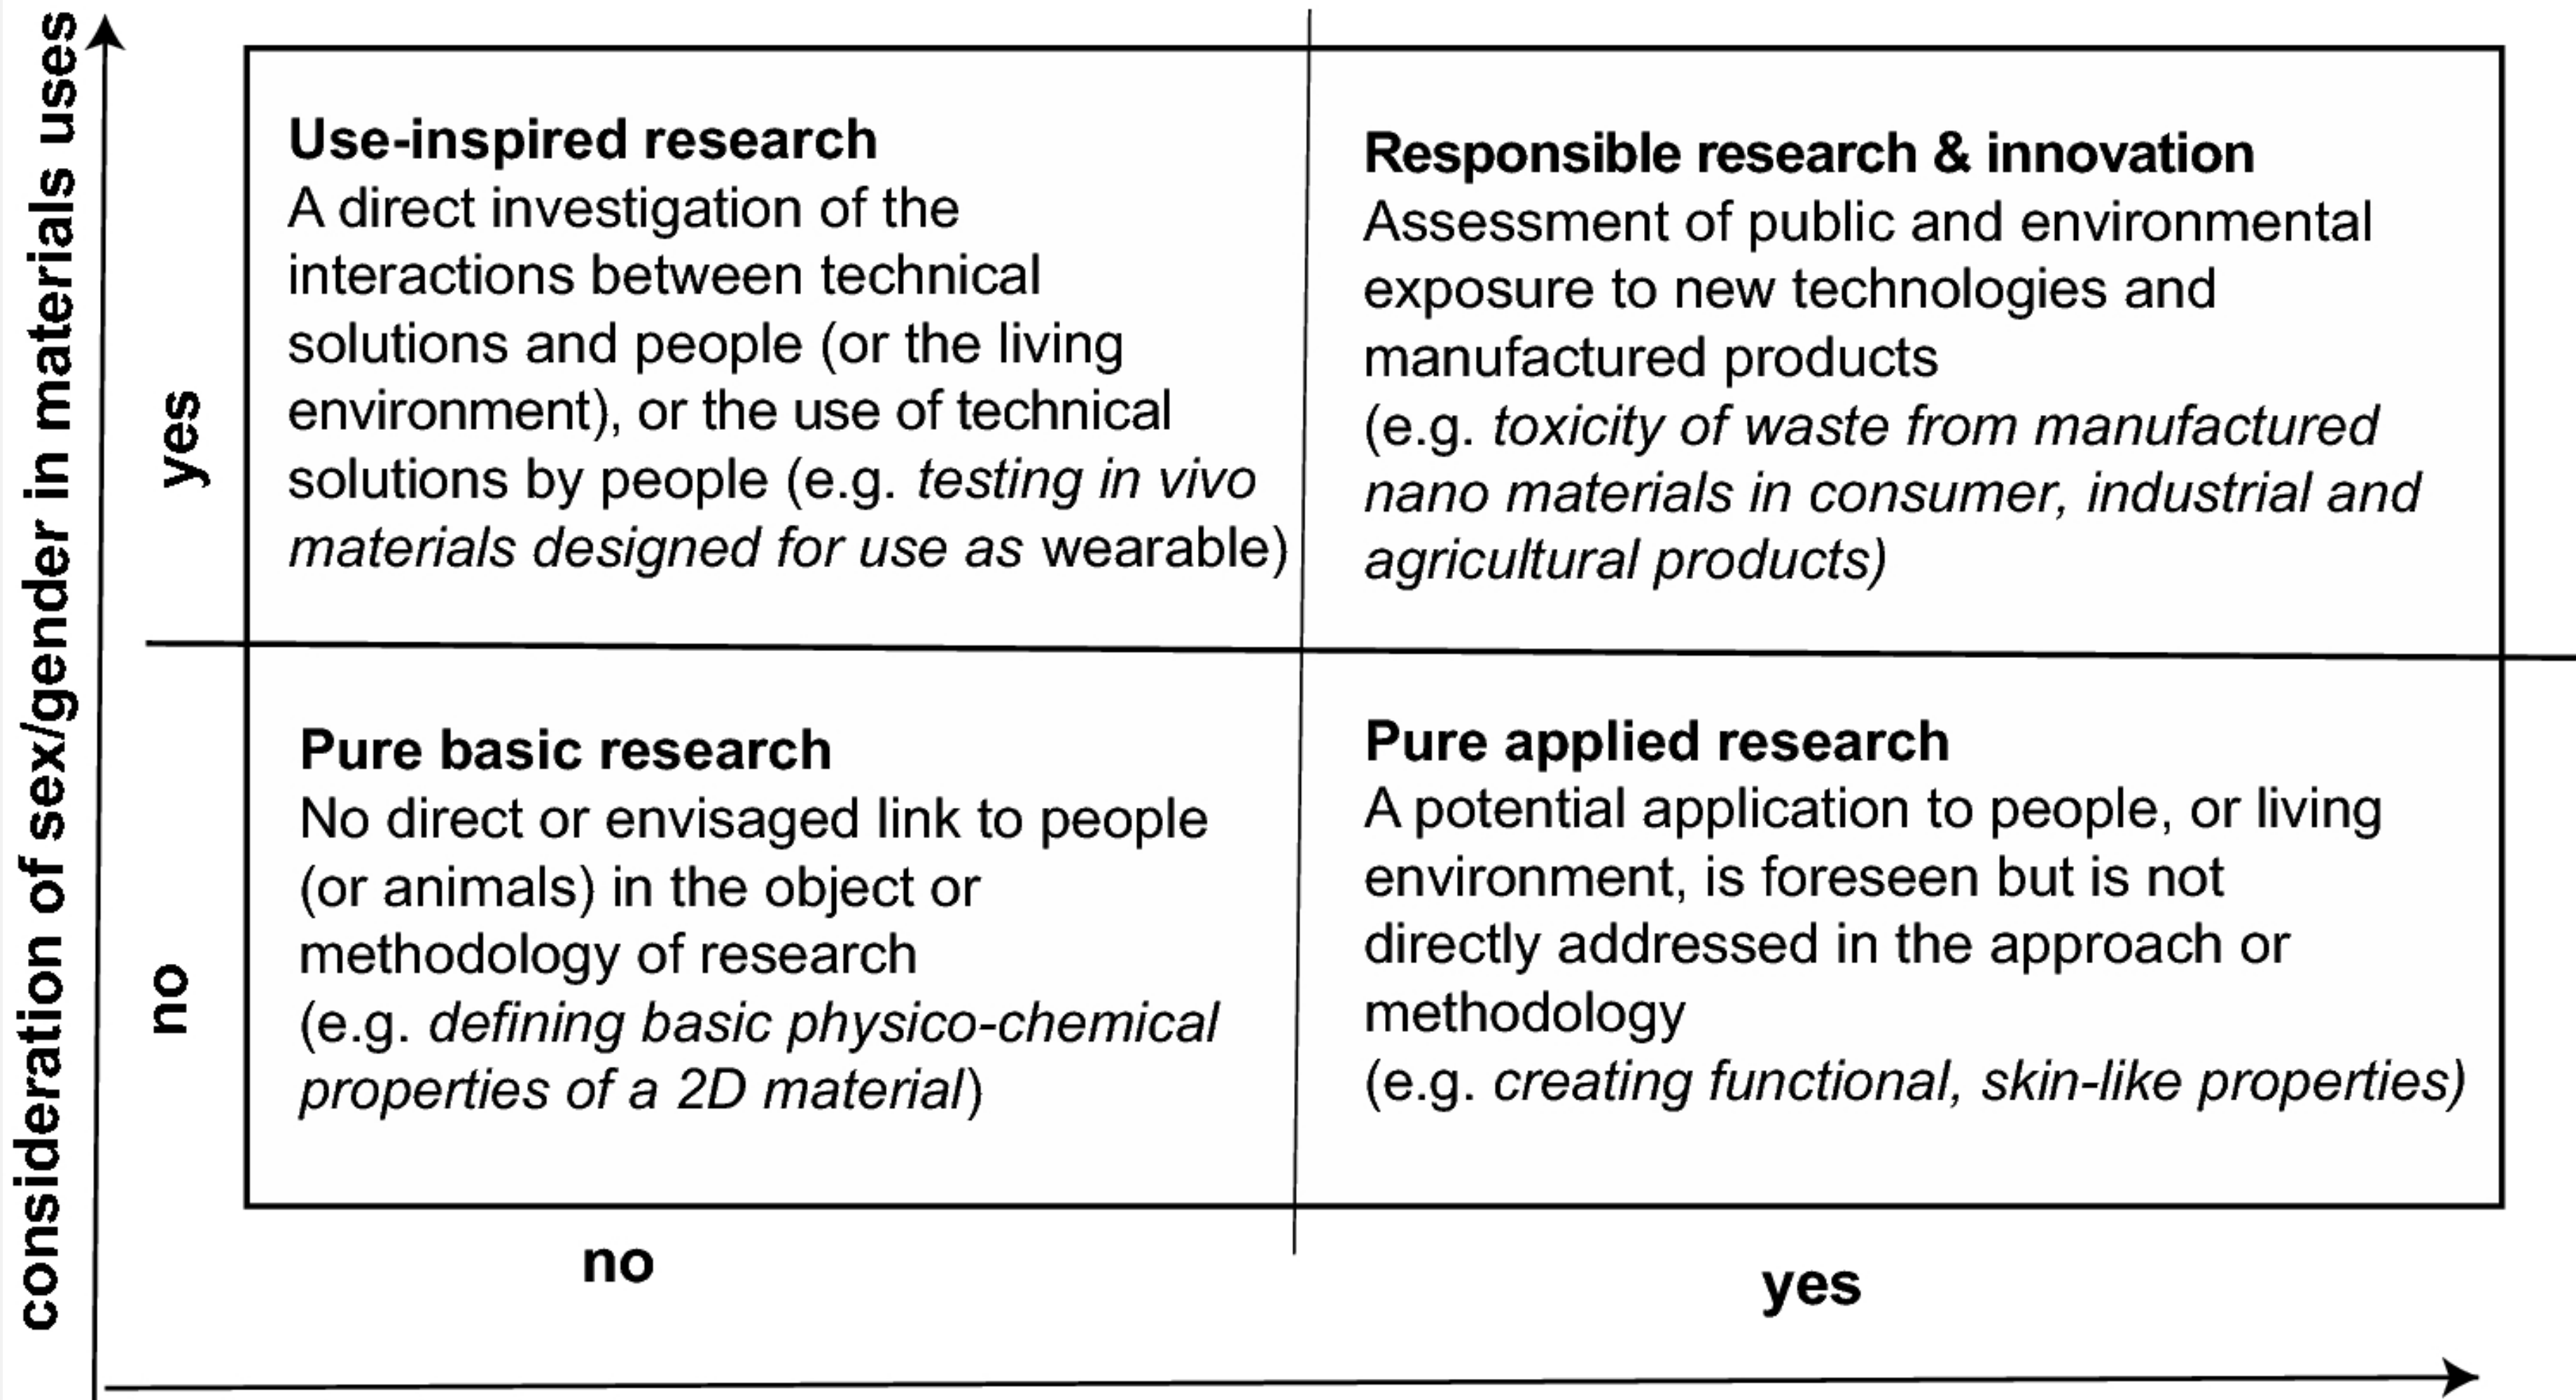 consideration of sex/gender in materials uses
yes
Use-inspired research
A direct investigation of the
interactions between technical
solutions and people (or the living
environment), or the use of technical
solutions by people (e.g. testing in vivo
materials designed for use as wearable)
Responsible research & innovation
Assessment of public and environmental
exposure to new technologies and
manufactured products
(e.g. toxicity of waste from manufactured
nano materials in consumer, industrial and
agricultural products)
no
Pure basic research
No direct or envisaged link to people
(or animals) in the object or
methodology of research
(e.g. defining basic physico-chemical
properties of a 2D material)
Pure applied research
A potential application to people, or living
environment, is foreseen but is not
directly addressed in the approach or
methodology
(e.g. creating functional, skin-like properties)
no
yes